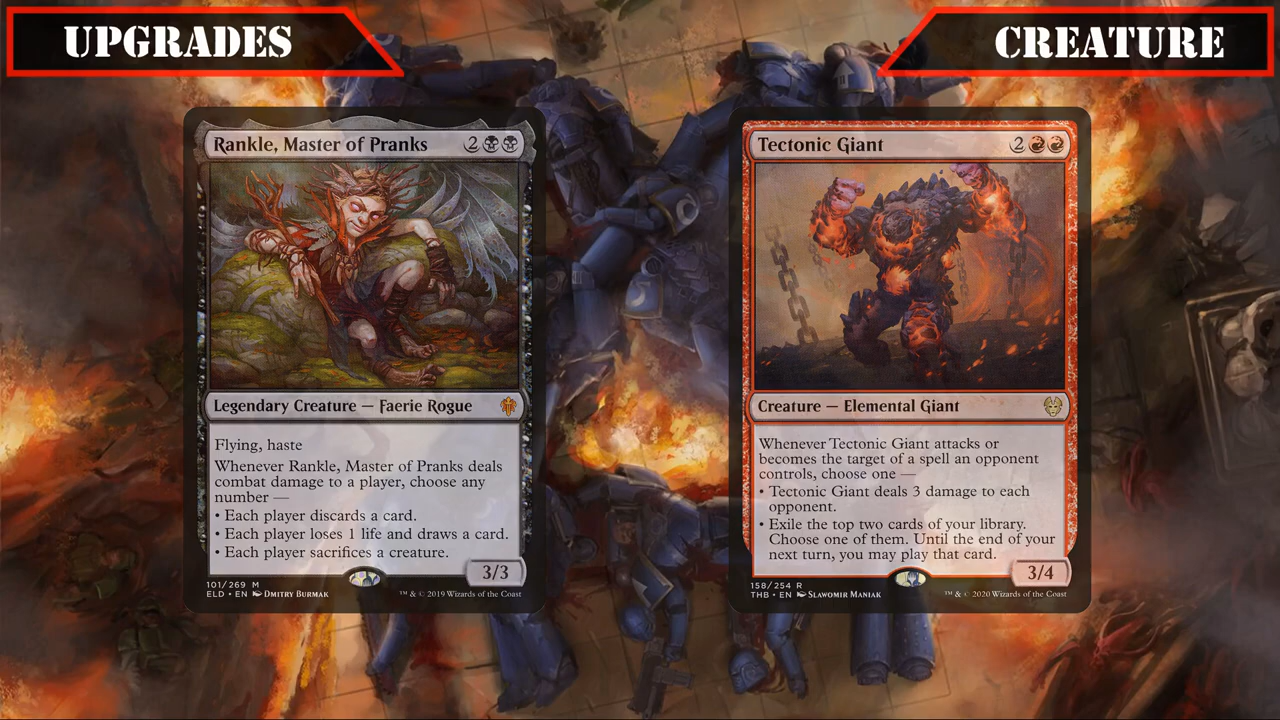 UPGRADES
CREATURE
Rankle, Master of Pranks 2
Legendary Creature — Faerie Rogue
Flying, haste
Whenever Rankle, Master of Pranks deals
combat damage to a player, choose any
number —
• Each player discards a card.
• Each player loses 1 life and draws a card.
• Each player sacrifices a creature.
3/3
101/269 M
ELD • EN Dmitry Burmak
™ & © 2019 Wizards of the Coast
Tectonic Giant 2
Creature — Elemental Giant
Whenever Tectonic Giant attacks or
becomes the target of a spell an opponent
controls, choose one —
• Tectonic Giant deals 3 damage to each
opponent.
• Exile the top two cards of your library.
Choose one of them. Until the end of your
next turn, you may play that card.
3/4
158/254 R
THB • EN Slawomir Maniak
™ & © 2020 Wizards of the Coast